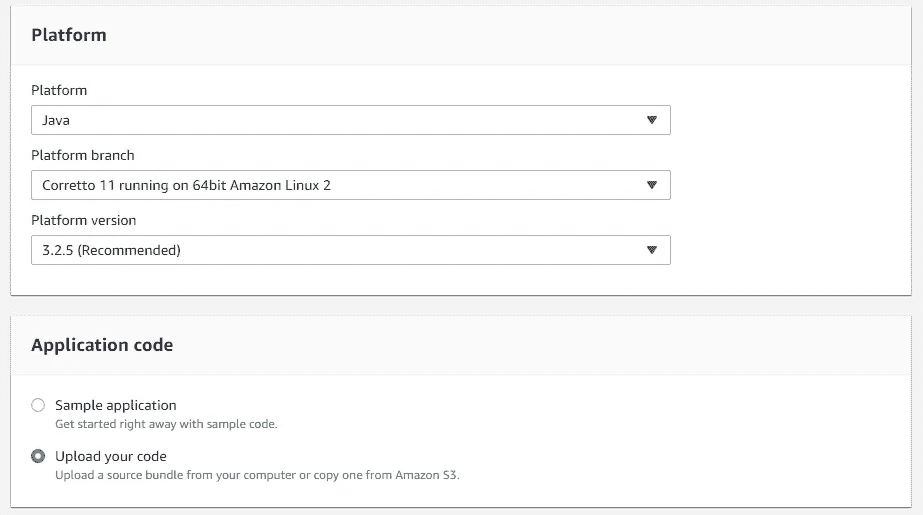 Platform
Platform
Java
Platform branch
Corretto 11 running on 64bit Amazon Linux 2
Platform version
3.2.5 (Recommended)
Application code
Sample application
Get started right away with sample code.
Upload your code
Upload a source bundle from your computer or copy one from Amazon S3.